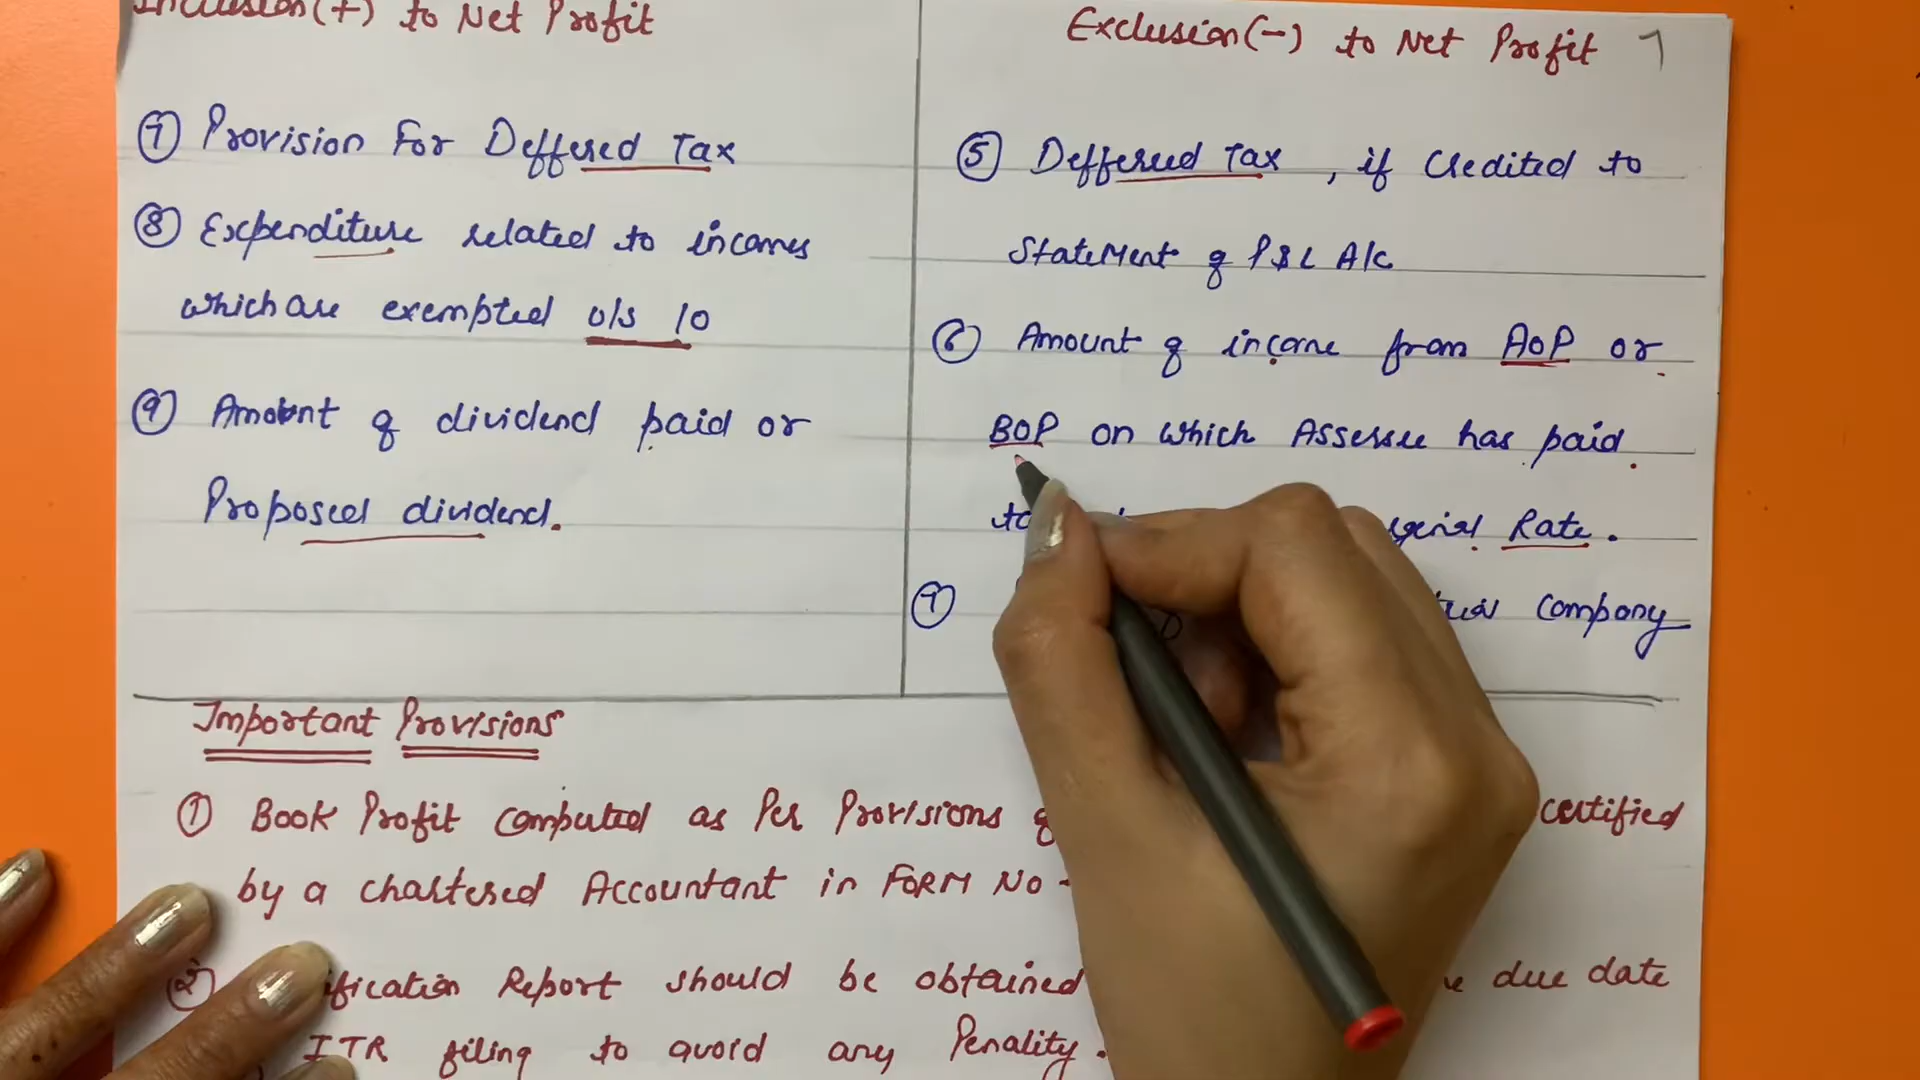 Inclusion(+) to Net Profit
⑦ Provision For Deffered Tax
⑧ Expenditure related to incomes
which are exempted u/s 10
⑨ Amount of dividend paid or
Proposed dividend.
Exclusion(-) to Net Profit 7
⑤ Deffered Tax, if Credited to
Statement of P&L A/c
⑥ Amount of income from AOP or
BOP on which Assessee has paid.
Rate.
⑦ Company
Important Provisions
① Book Profit computed as Per Provisions of certified
by a chartered Accountant in FORM NO -
② Report should be obtained due date
ITR filing to avoid any Penality.